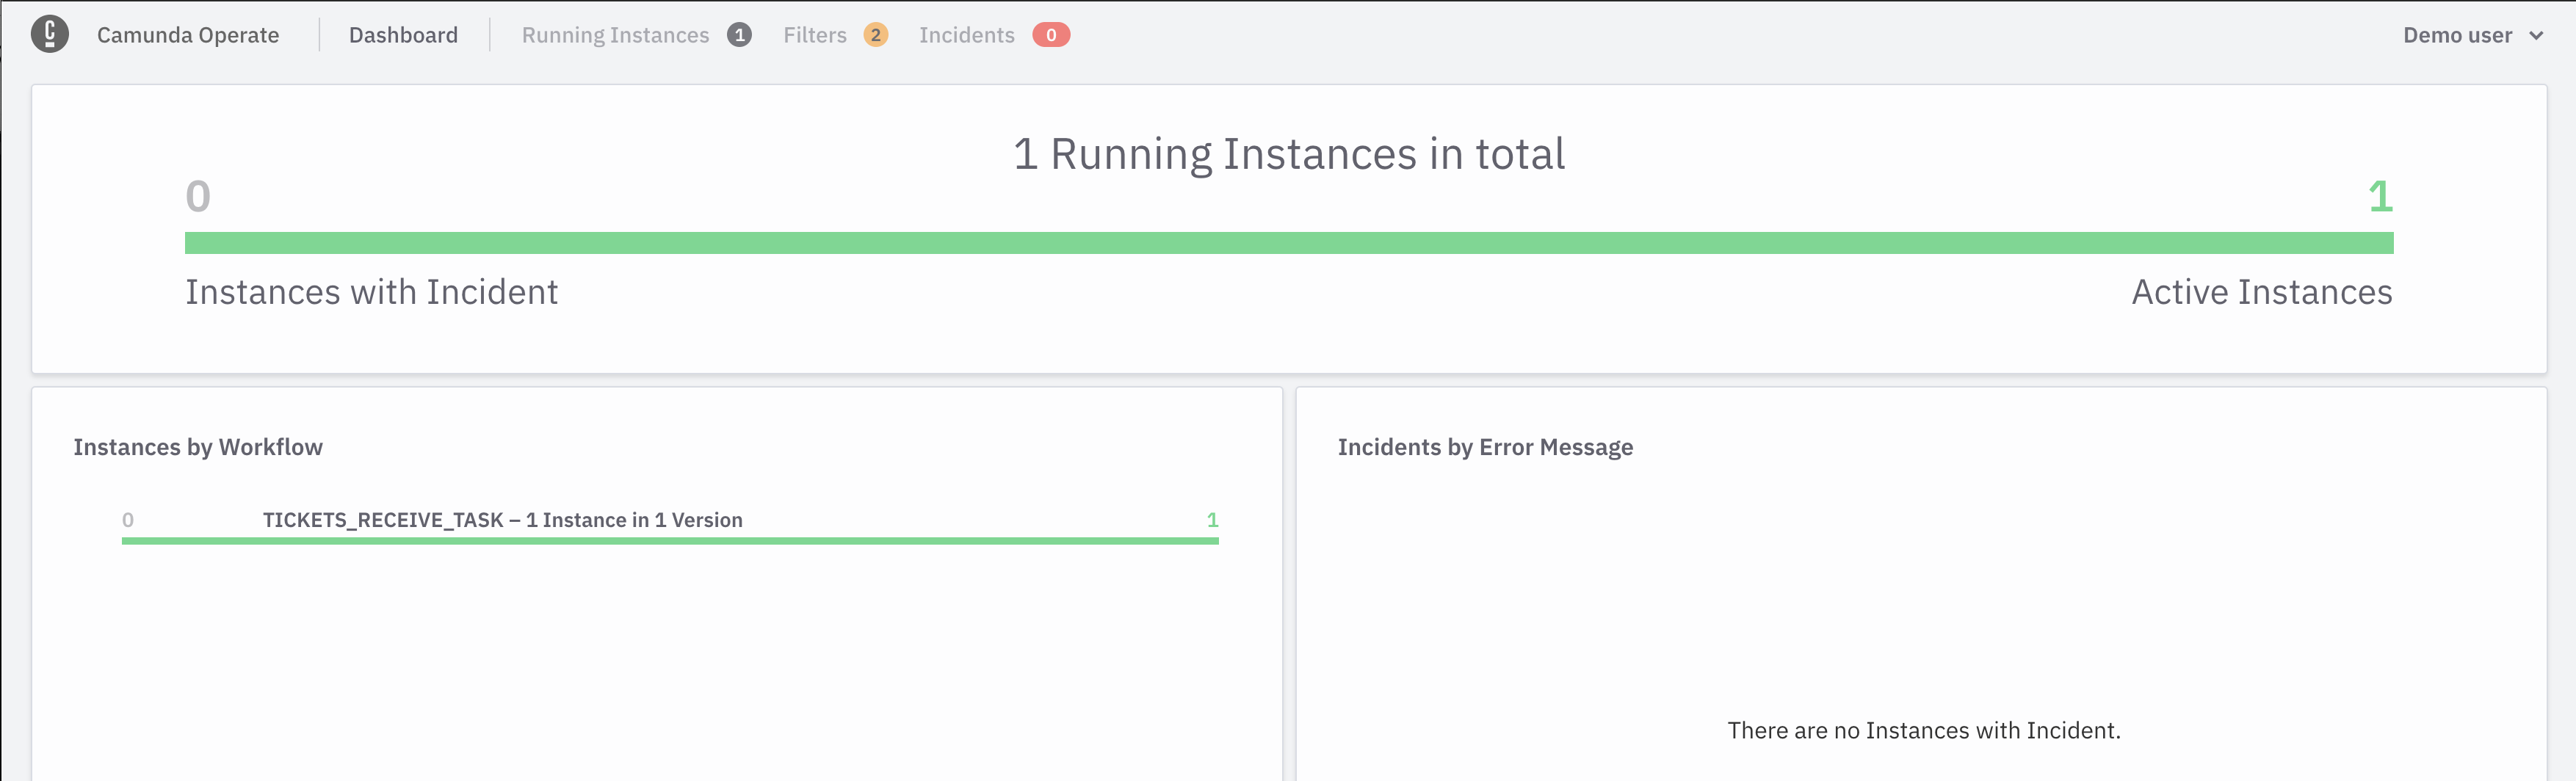 Camunda Operate Dashboard Running Instances 1 Filters 2 Incidents 0 Demo user
1 Running Instances in total
0 1
Instances with Incident Active Instances
Instances by Workflow
0 TICKETS_RECEIVE_TASK – 1 Instance in 1 Version 1
Incidents by Error Message
There are no Instances with Incident.